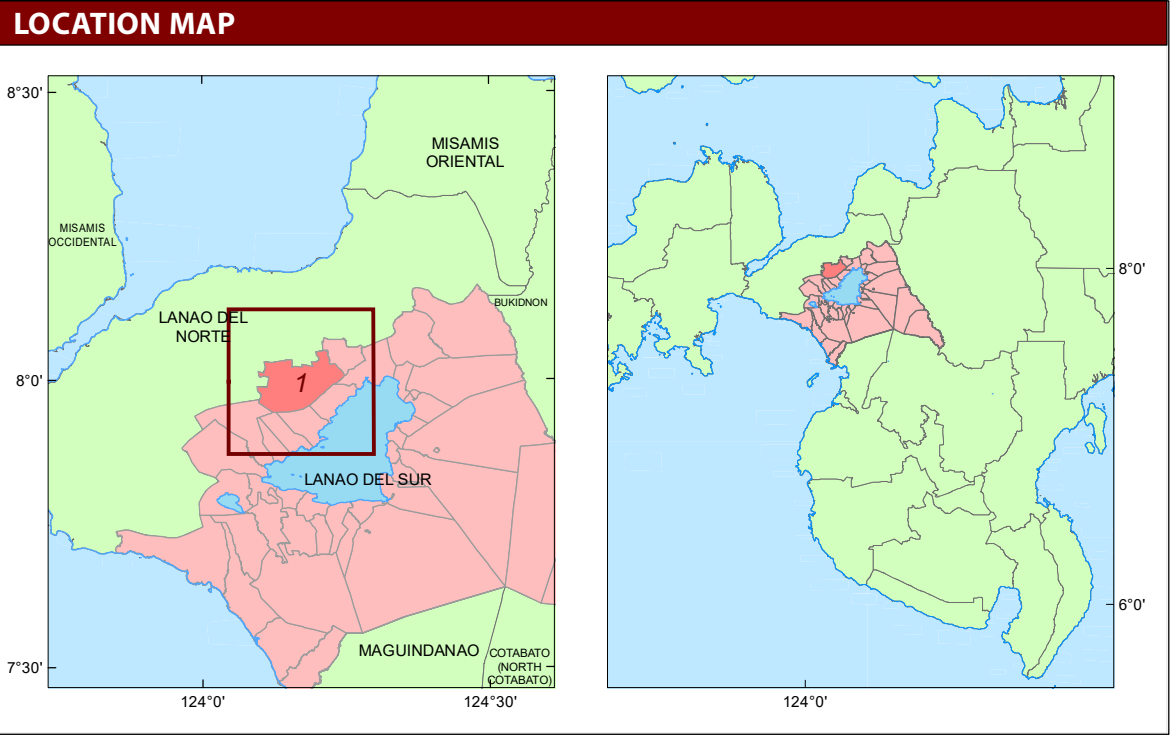 LOCATION MAP
8°30'
MISAMIS
ORIENTAL
MISAMIS
OCCIDENTAL
BUKIDNON
LANAO DEL
NORTE
8°0'
1
LANAO DEL SUR
MAGUINDANAO
COTABATO
(NORTH
COTABATO)
7°30'
124°0'
124°30'
8°0'
6°0'
124°0'